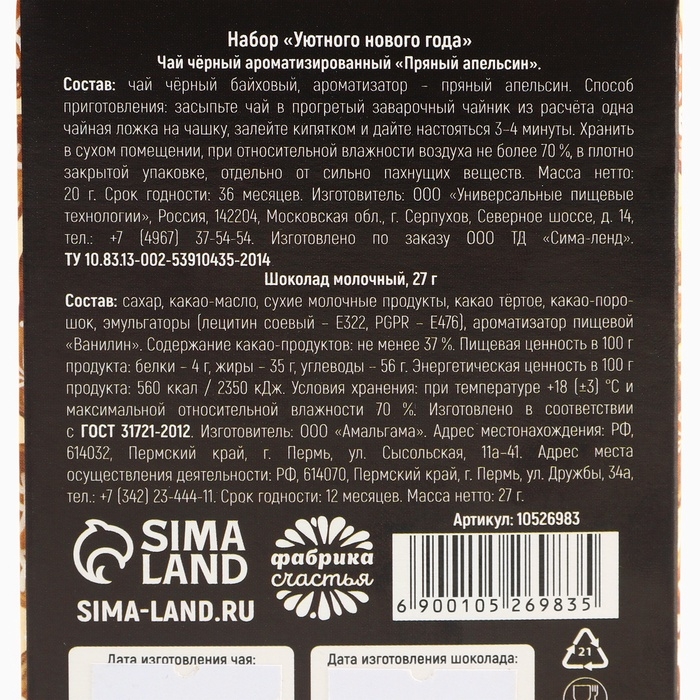 Набор «Уютного нового года»
Чай чёрный ароматизированный «Пряный апельсин».
Состав: чай чёрный байховый, ароматизатор - пряный апельсин. Способ
приготовления: засыпьте чай в прогретый заварочный чайник из расчёта одна
чайная ложка на чашку, залейте кипятком и дайте настояться 3–4 минуты. Хранить
в сухом помещении, при относительной влажности воздуха не более 70 %, в плотно
закрытой упаковке, отдельно от сильно пахнущих веществ. Масса нетто:
20 г. Срок годности: 36 месяцев. Изготовитель: ООО «Универсальные пищевые
технологии», Россия, 142204, Московская обл., г. Серпухов, Северное шоссе, д. 14,
тел.: +7 (4967) 37-54-54. Изготовлено по заказу ООО ТД «Сима-ленд».
ТУ 10.83.13-002-53910435-2014
Шоколад молочный, 27 г
Состав: сахар, какао-масло, сухие молочные продукты, какао тёртое, какао-поро-
шок, эмульгаторы (лецитин соевый – Е322, PGPR – Е476), ароматизатор пищевой
«Ванилин». Содержание какао-продуктов: не менее 37 %. Пищевая ценность в 100 г
продукта: белки – 4 г, жиры – 35 г, углеводы – 56 г. Энергетическая ценность в 100 г
продукта: 560 ккал / 2350 кДж. Условия хранения: при температуре +18 (±3) °С и
максимальной относительной влажности 70 %. Изготовлено в соответствии
с ГОСТ 31721-2012. Изготовитель: ООО «Амальгама». Адрес местонахождения: РФ,
614032, Пермский край, г. Пермь, ул. Сысольская, 11а-41. Адрес места
осуществления деятельности: РФ, 614070, Пермский край, г. Пермь, ул. Дружбы, 34а,
тел.: +7 (342) 23-444-11. Срок годности: 12 месяцев. Масса нетто: 27 г.
Артикул: 10526983
SIMA
LAND
SIMA-LAND.RU
фабрика
счастья
6 900105 269835
21
Дата изготовления чая:
Дата изготовления шоколада: